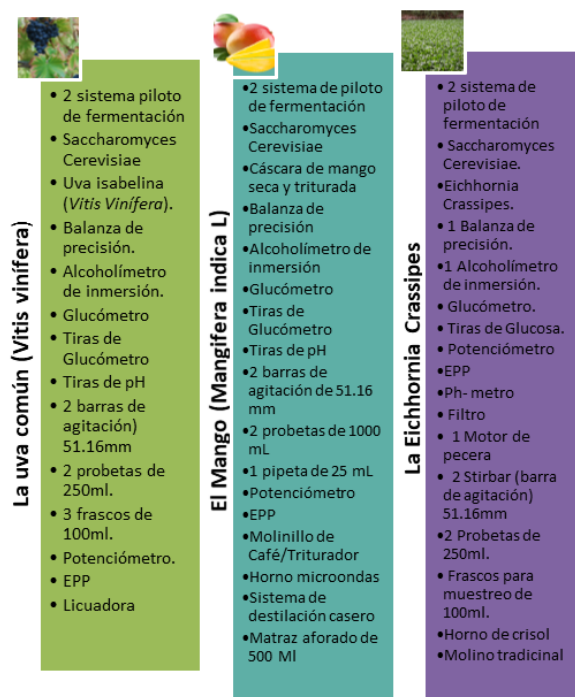 La uva común (Vitis vinífera)
• 2 sistema piloto
de fermentación
• Saccharomyces
Cerevisiae
• Uva isabelina
(Vitis Vinífera).
• Balanza de
precisión.
• Alcoholímetro
de inmersión.
• Glucómetro
• Tiras de
Glucómetro
• Tiras de pH
• 2 barras de
agitación)
51.16mm
• 2 probetas de
250ml.
• 3 frascos de
100ml.
• Potenciómetro.
• EPP
• Licuadora
El Mango (Mangifera indica L)
•2 sistema de piloto
de fermentación
•Saccharomyces
Cerevisiae
•Cáscara de mango
seca y triturada
•Balanza de
precisión
•Alcoholímetro de
inmersión
•Glucómetro
•Tiras de
Glucómetro
•Tiras de pH
•2 barras de
agitación de 51.16
mm
•2 probetas de 1000
mL
•1 pipeta de 25 mL
•Potenciómetro
•EPP
•Molinillo de
Café/Triturador
•Horno microondas
•Sistema de
destilación casero
•Matraz aforado de
500 Ml
La Eichhornia Crassipes
• 2 sistema de
piloto de
fermentación
• Saccharomyces
Cerevisiae.
•Eichhornia
Crassipes.
• 1 Balanza de
precisión.
•1 Alcoholímetro de
inmersión.
• Glucómetro.
• Tiras de Glucosa.
• Potenciómetro
•EPP
•Ph- metro
•Filtro
• 1 Motor de
pecera
• 2 Stirbar (barra
de agitación)
51.16mm
•2 Probetas de
250ml.
• Frascos para
muestreo de
100ml.
•Horno de crisol
•Molino tradicinal